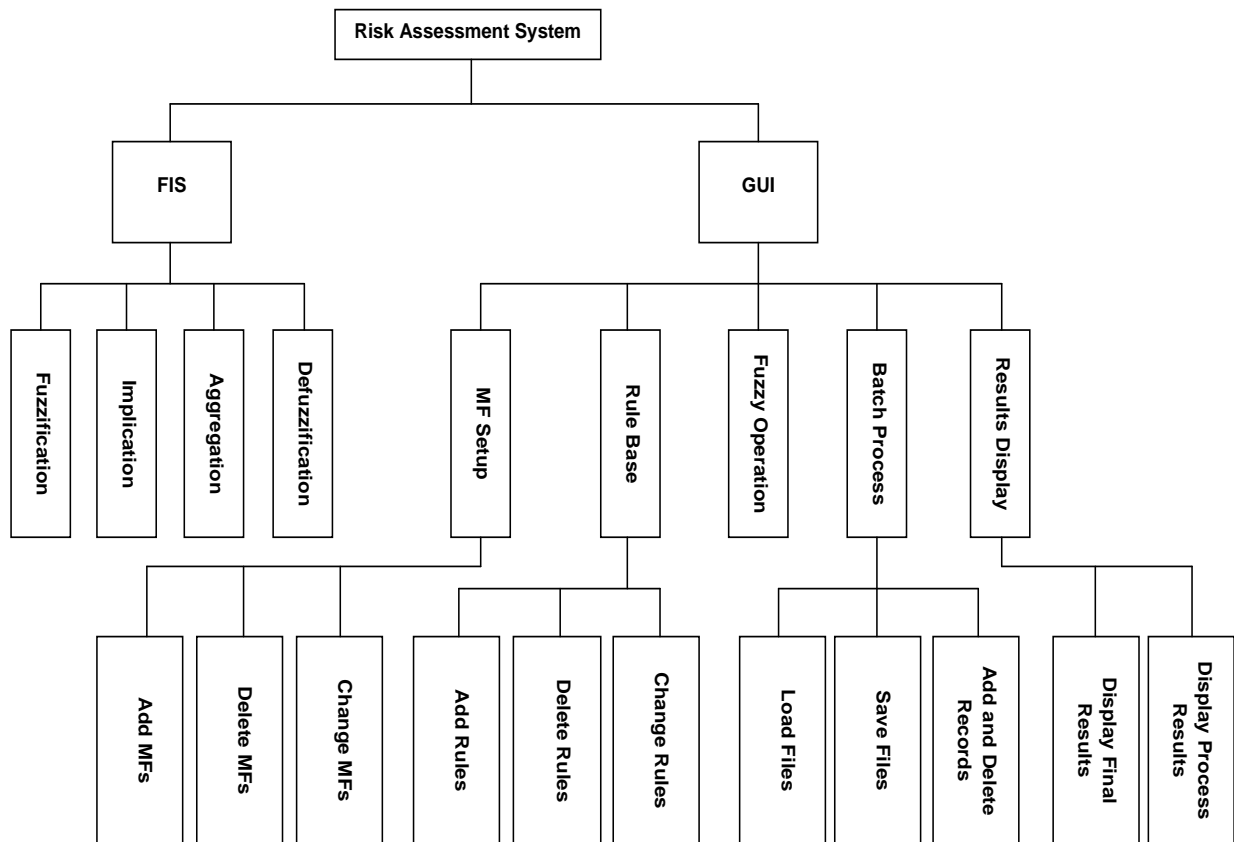 Risk Assessment System
FIS
GUI
Fuzzification
Implication
Aggregation
Defuzzification
MF Setup
Rule Base
Fuzzy Operation
Batch Process
Results Display
Add MFs
Delete MFs
Change MFs
Add Rules
Delete Rules
Change Rules
Load Files
Save Files
Add and Delete
Records
Display Final
Results
Display Process
Results